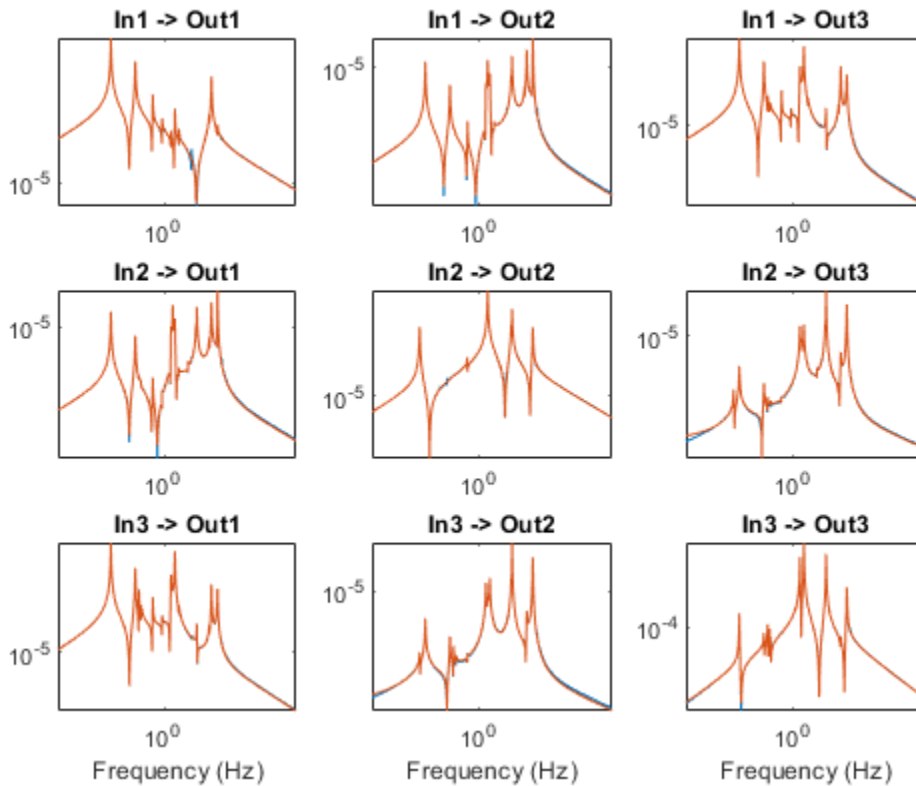 In1 -> Out1 In1 -> Out2 In1 -> Out3
10^-5 10^-5 10^-5
10^0 10^0 10^0
In2 -> Out1 In2 -> Out2 In2 -> Out3
10^-5 10^-5 10^-5
10^0 10^0 10^0
In3 -> Out1 In3 -> Out2 In3 -> Out3
10^-5 10^-5 10^-4
10^0 10^0 10^0
Frequency (Hz) Frequency (Hz) Frequency (Hz)